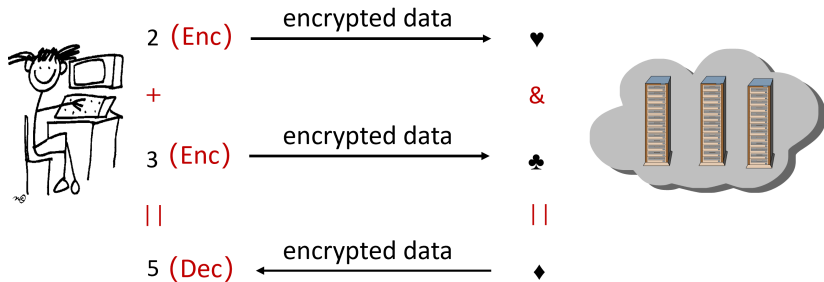 2 (Enc) encrypted data ♥
+ &
3 (Enc) encrypted data ♣
|| ||
5 (Dec) encrypted data ♦